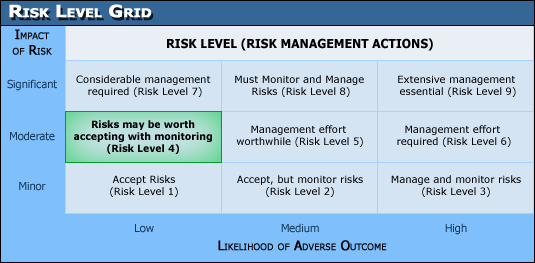 RISK LEVEL GRID
IMPACT
OF RISK
RISK LEVEL (RISK MANAGEMENT ACTIONS)
Significant
Considerable management
required (Risk Level 7)
Must Monitor and Manage
Risks (Risk Level 8)
Extensive management
essential (Risk Level 9)
Moderate
Risks may be worth
accepting with monitoring
(Risk Level 4)
Management effort
worthwhile (Risk Level 5)
Management effort
required (Risk Level 6)
Minor
Accept Risks
(Risk Level 1)
Accept, but monitor risks
(Risk Level 2)
Manage and monitor risks
(Risk Level 3)
Low
Medium
High
LIKELIHOOD OF ADVERSE OUTCOME